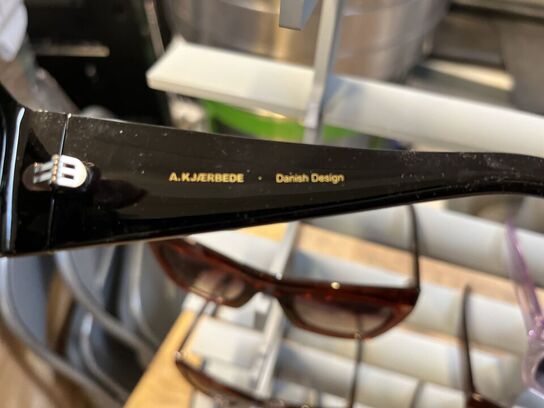 A.KJÆRBEDE · Danish Design